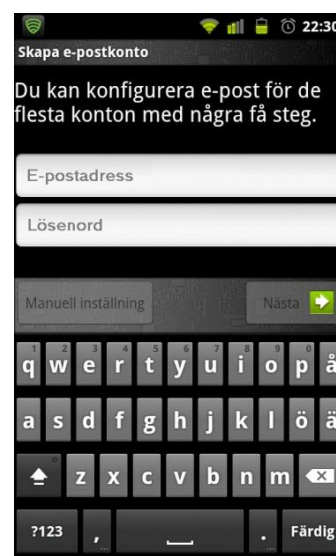 22:30
Skapa e-postkonto
Du kan konfigurera e-post för de
flesta konton med några få steg.
E-postadress
Lösenord
Manuell inställning
Nästa
1 2 3 4 5 6 7 8 9 0
q w e r t y u i o p å
a s d f g h j k l ö ä
z x c v b n m
?123 , . Färdig